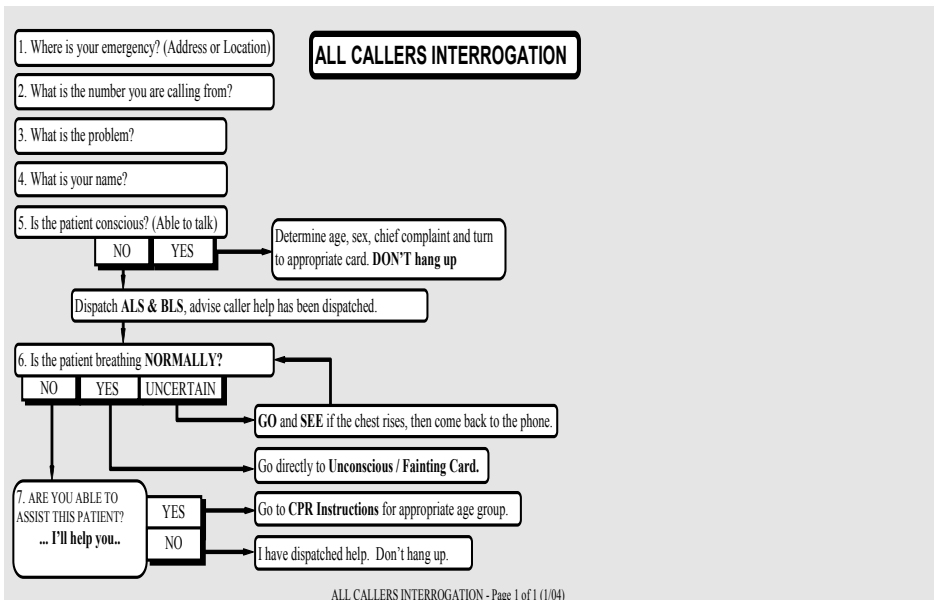 1. Where is your emergency? (Address or Location)
ALL CALLERS INTERROGATION
2. What is the number you are calling from?
3. What is the problem?
4. What is your name?
5. Is the patient conscious? (Able to talk)
NO
YES
Determine age, sex, chief complaint and turn
to appropriate card. DON'T hang up
Dispatch ALS & BLS, advise caller help has been dispatched.
6. Is the patient breathing NORMALLY?
NO
YES
UNCERTAIN
GO and SEE if the chest rises, then come back to the phone.
Go directly to Unconscious / Fainting Card.
7. ARE YOU ABLE TO
ASSIST THIS PATIENT?
... I'll help you..
YES
Go to CPR Instructions for appropriate age group.
NO
I have dispatched help. Don't hang up.
ALL CALLERS INTERROGATION - Page 1 of 1 (1/04)